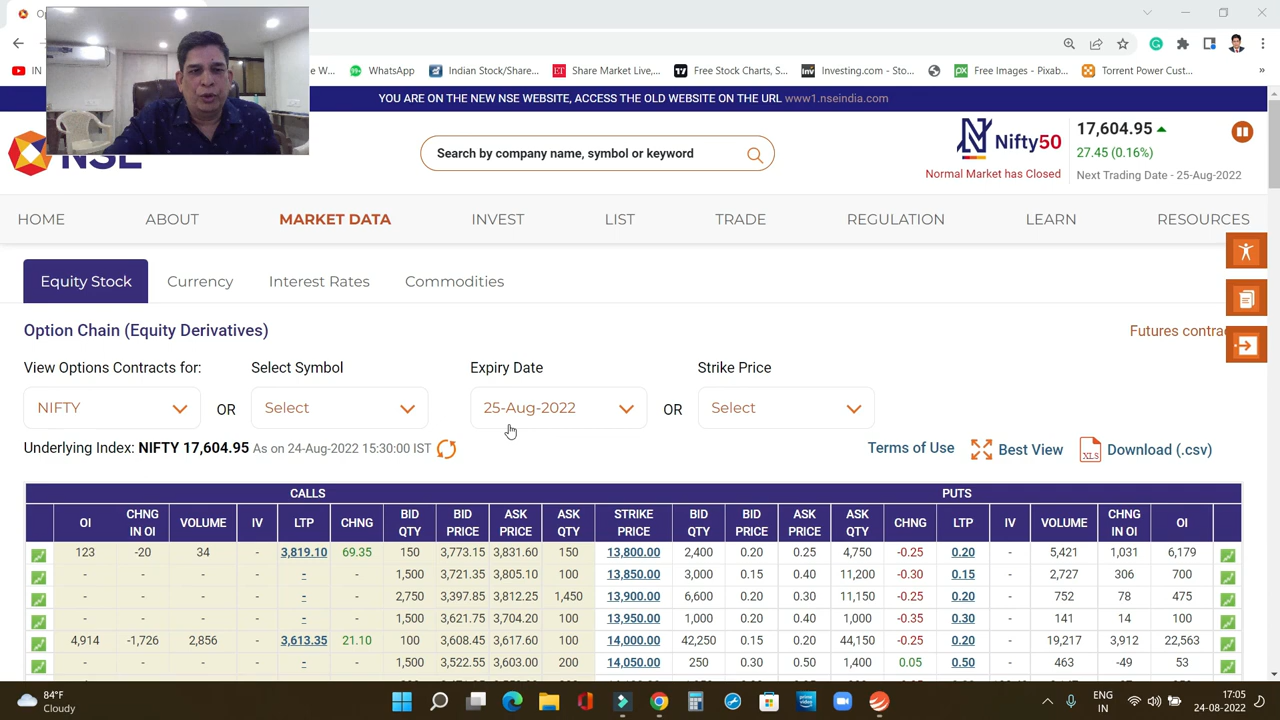 Op
IN
W...
WhatsApp
Indian Stock/Share...
Share Market Live,...
Free Stock Charts, S...
Investing.com - Sto...
Free Images - Pixab...
Torrent Power Cust...
»
YOU ARE ON THE NEW NSE WEBSITE, ACCESS THE OLD WEBSITE ON THE URL www1.nseindia.com
NSE
Search by company name, symbol or keyword
Nifty50
17,604.95
27.45 (0.16%)
Normal Market has Closed
Next Trading Date - 25-Aug-2022
HOME ABOUT MARKET DATA INVEST LIST TRADE REGULATION LEARN RESOURCES
Equity Stock Currency Interest Rates Commodities
Option Chain (Equity Derivatives)
Futures contra
View Options Contracts for: Select Symbol Expiry Date Strike Price
NIFTY OR Select 25-Aug-2022 OR Select
Underlying Index: NIFTY 17,604.95 As on 24-Aug-2022 15:30:00 IST
Terms of Use Best View XLS Download (.csv)
CALLS PUTS
OI CHNG IN OI VOLUME IV LTP CHNG BID QTY BID PRICE ASK PRICE ASK QTY STRIKE PRICE BID QTY BID PRICE ASK PRICE ASK QTY CHNG LTP IV VOLUME CHNG IN OI OI
123 -20 34 - 3,819.10 69.35 150 3,773.15 3,831.60 150 13,800.00 2,400 0.20 0.25 4,750 -0.25 0.20 - 5,421 1,031 6,179
- - - - - - 1,500 3,721.35 3,805.10 100 13,850.00 3,000 0.15 0.40 11,200 -0.30 0.15 - 2,727 306 700
- - - - - - 2,750 3,397.85 3,812.25 1,450 13,900.00 6,600 0.20 0.30 11,150 -0.25 0.20 - 752 78 475
- - - - - - 100 3,621.75 3,704.20 100 13,950.00 1,000 0.20 0.40 1,000 -0.35 0.30 - 141 14 100
4,914 -1,726 2,856 - 3,613.35 21.10 100 3,608.45 3,617.60 100 14,000.00 42,250 0.15 0.20 44,150 -0.25 0.20 - 19,217 3,912 22,563
- - - - - - 1,500 3,522.55 3,603.00 200 14,050.00 250 0.30 0.50 1,400 0.05 0.50 - 463 -49 53
84°F
Cloudy
ENG
IN
17:05
24-08-2022